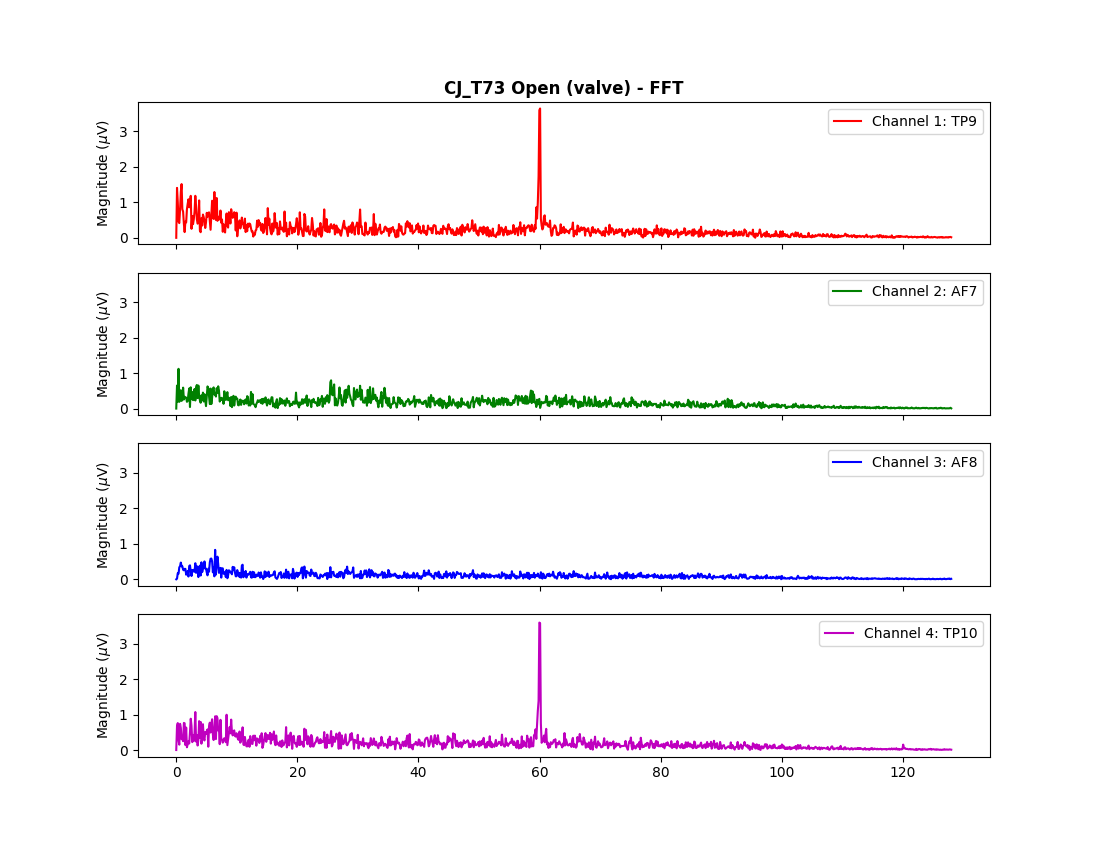 CJ_T73 Open (valve) - FFT
Magnitude (μV)
3
2
1
0
Channel 1: TP9
Magnitude (μV)
3
2
1
0
Channel 2: AF7
Magnitude (μV)
3
2
1
0
Channel 3: AF8
Magnitude (μV)
3
2
1
0
Channel 4: TP10
0 20 40 60 80 100 120